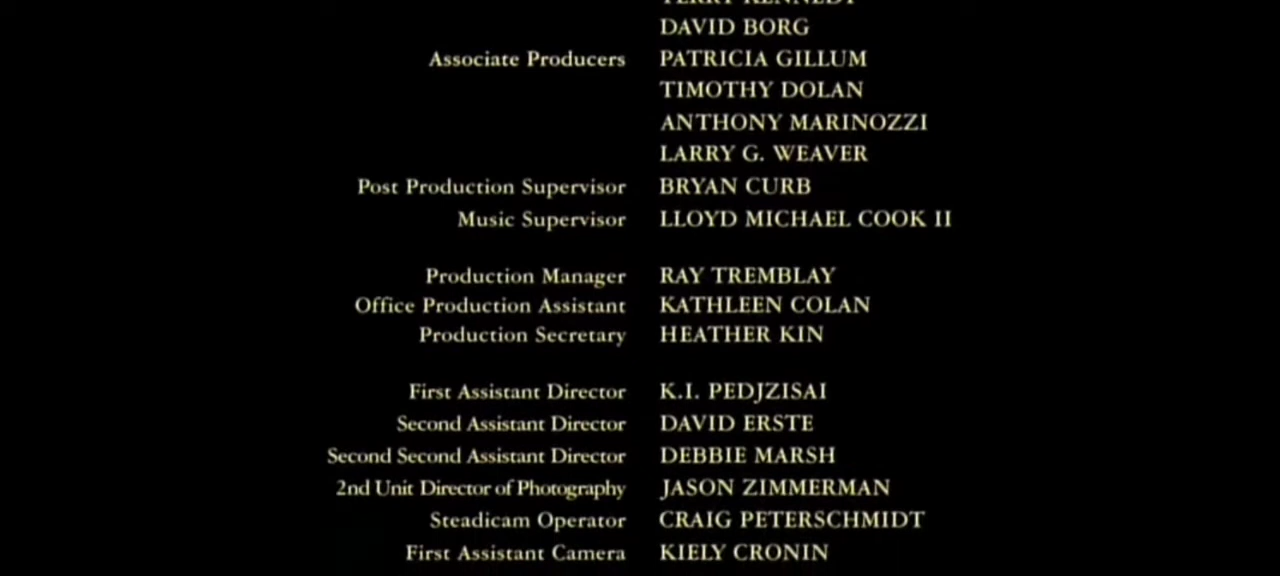 TERRY KENNEDY
DAVID BORG
Associate Producers PATRICIA GILLUM
TIMOTHY DOLAN
ANTHONY MARINOZZI
LARRY G. WEAVER
Post Production Supervisor BRYAN CURB
Music Supervisor LLOYD MICHAEL COOK II
Production Manager RAY TREMBLAY
Office Production Assistant KATHLEEN COLAN
Production Secretary HEATHER KIN
First Assistant Director K.I. PEDJZISAI
Second Assistant Director DAVID ERSTE
Second Second Assistant Director DEBBIE MARSH
2nd Unit Director of Photography JASON ZIMMERMAN
Steadicam Operator CRAIG PETERSCHMIDT
First Assistant Camera KIELY CRONIN